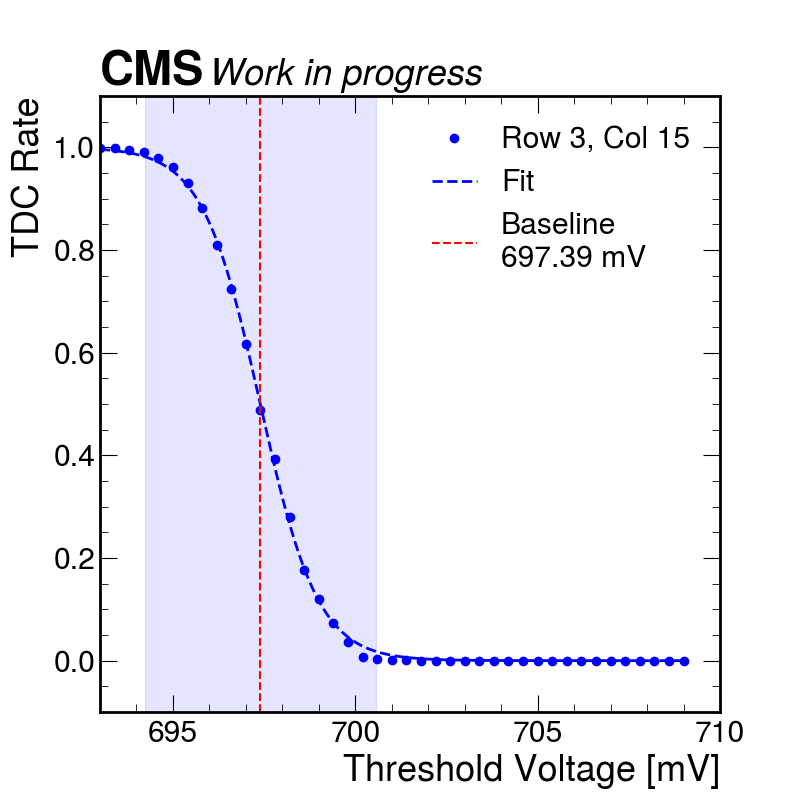 CMS Work in progress
TDC Rate
1.0
0.8
0.6
0.4
0.2
0.0
Row 3, Col 15
Fit
Baseline
697.39 mV
695
700
705
710
Threshold Voltage [mV]